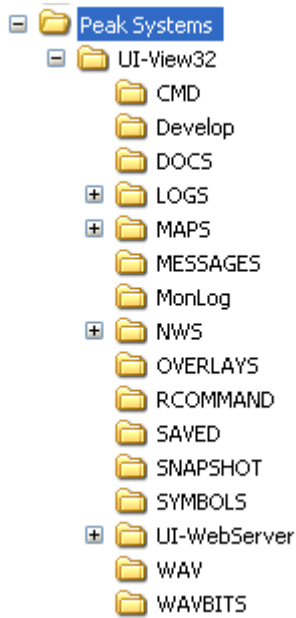 Peak Systems
UI-View32
CMD
Develop
DOCS
LOGS
MAPS
MESSAGES
MonLog
NWS
OVERLAYS
RCOMMAND
SAVED
SNAPSHOT
SYMBOLS
UI-WebServer
WAV
WAVBITS